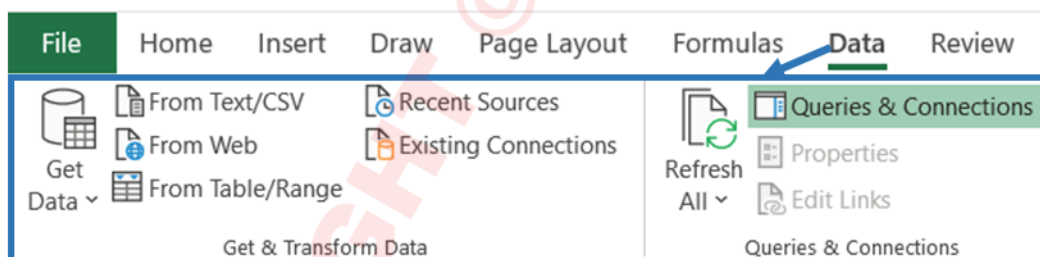 File Home Insert Draw Page Layout Formulas Data Review
Get Data
From Text/CSV
From Web
From Table/Range
Recent Sources
Existing Connections
Get & Transform Data
Refresh All
Queries & Connections
Properties
Edit Links
Queries & Connections
GHT ©